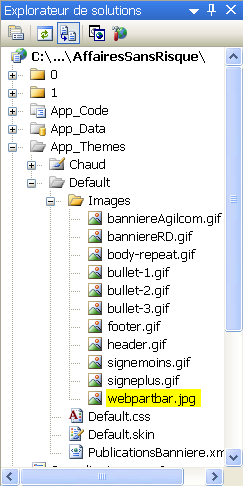 Explorateur de solutions
C:\...\AffairesSansRisque\
0
1
App_Code
App_Data
App_Themes
Chaud
Default
Images
banniereAgilcom.gif
banniereRD.gif
body-repeat.gif
bullet-1.gif
bullet-2.gif
bullet-3.gif
footer.gif
header.gif
signemoins.gif
signeplus.gif
webpartbar.jpg
Default.css
Default.skin
PublicationsBanniere.xm